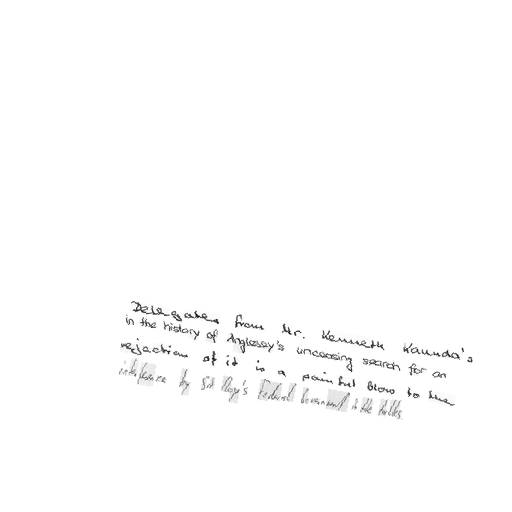 Delegates from Mr. Kenneth Kaunda's
in the history of Anglesey's unceasing search for an
rejection of it is a painful blow to the
interference by Sir Roy's Federal Government in the talks.